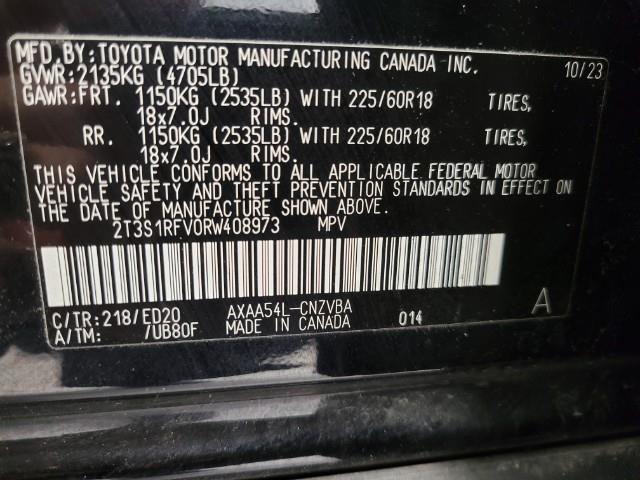 MFD.BY:TOYOTA MOTOR MANUFACTURING CANADA INC. 10/23
GVWR:2135KG (4705LB)
GAWR:FRT. 1150KG (2535LB) WITH 225/60R18 TIRES,
18x7.0J RIMS.
RR. 1150KG (2535LB) WITH 225/60R18 TIRES,
18x7.0J RIMS.
THIS VEHICLE CONFORMS TO ALL APPLICABLE FEDERAL MOTOR
VEHICLE SAFETY AND THEFT PREVENTION STANDARDS IN EFFECT ON
THE DATE OF MANUFACTURE SHOWN ABOVE.
2T3S1RFV0RW408973 MPV
C/TR:218/ED20 AXAA54L-CNZVBA A
A/TM: /UB80F MADE IN CANADA 014